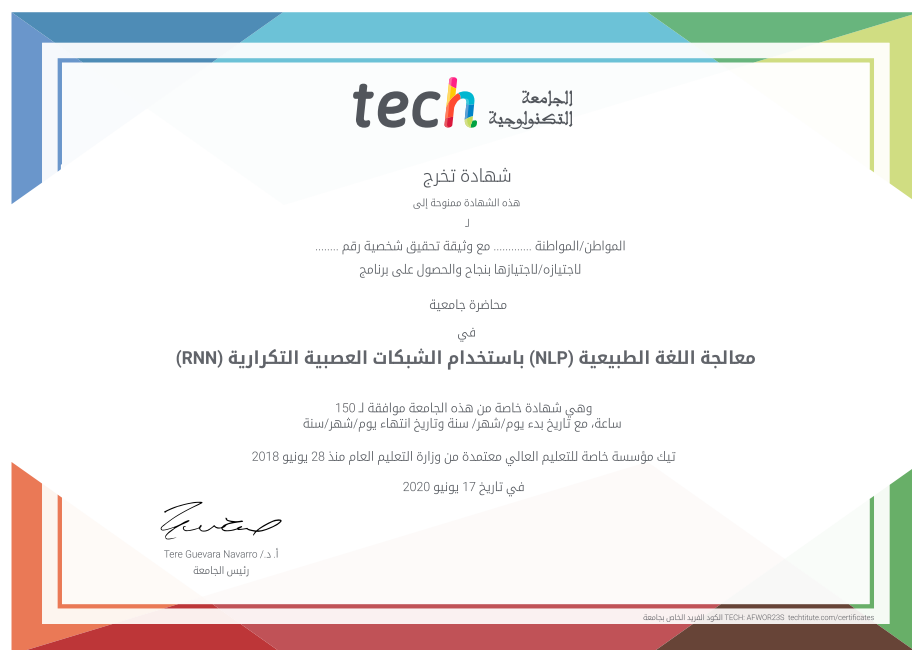 tech الجامعة
التكنولوجية
شهادة تخرج
هذه الشهادة ممنوحة إلى
لـ
المواطن/المواطنة ............. مع وثيقة تحقيق شخصية رقم ........
لاجتيازه/لاجتيازها بنجاح والحصول على برنامج
محاضرة جامعية
في
معالجة اللغة الطبيعية (NLP) باستخدام الشبكات العصبية التكرارية (RNN)
وهي شهادة خاصة من هذه الجامعة موافقة لـ 150
ساعة، مع تاريخ بدء يوم/شهر/ سنة وتاريخ انتهاء يوم/شهر/سنة
تيك مؤسسة خاصة للتعليم العالي معتمدة من وزارة التعليم العام منذ 28 يونيو 2018
في تاريخ 17 يونيو 2020
أ. د./ Tere Guevara Navarro
رئيس الجامعة
الكود الفريد الخاص بجامعة TECH: AFWOR23S techtitute.com/certificates